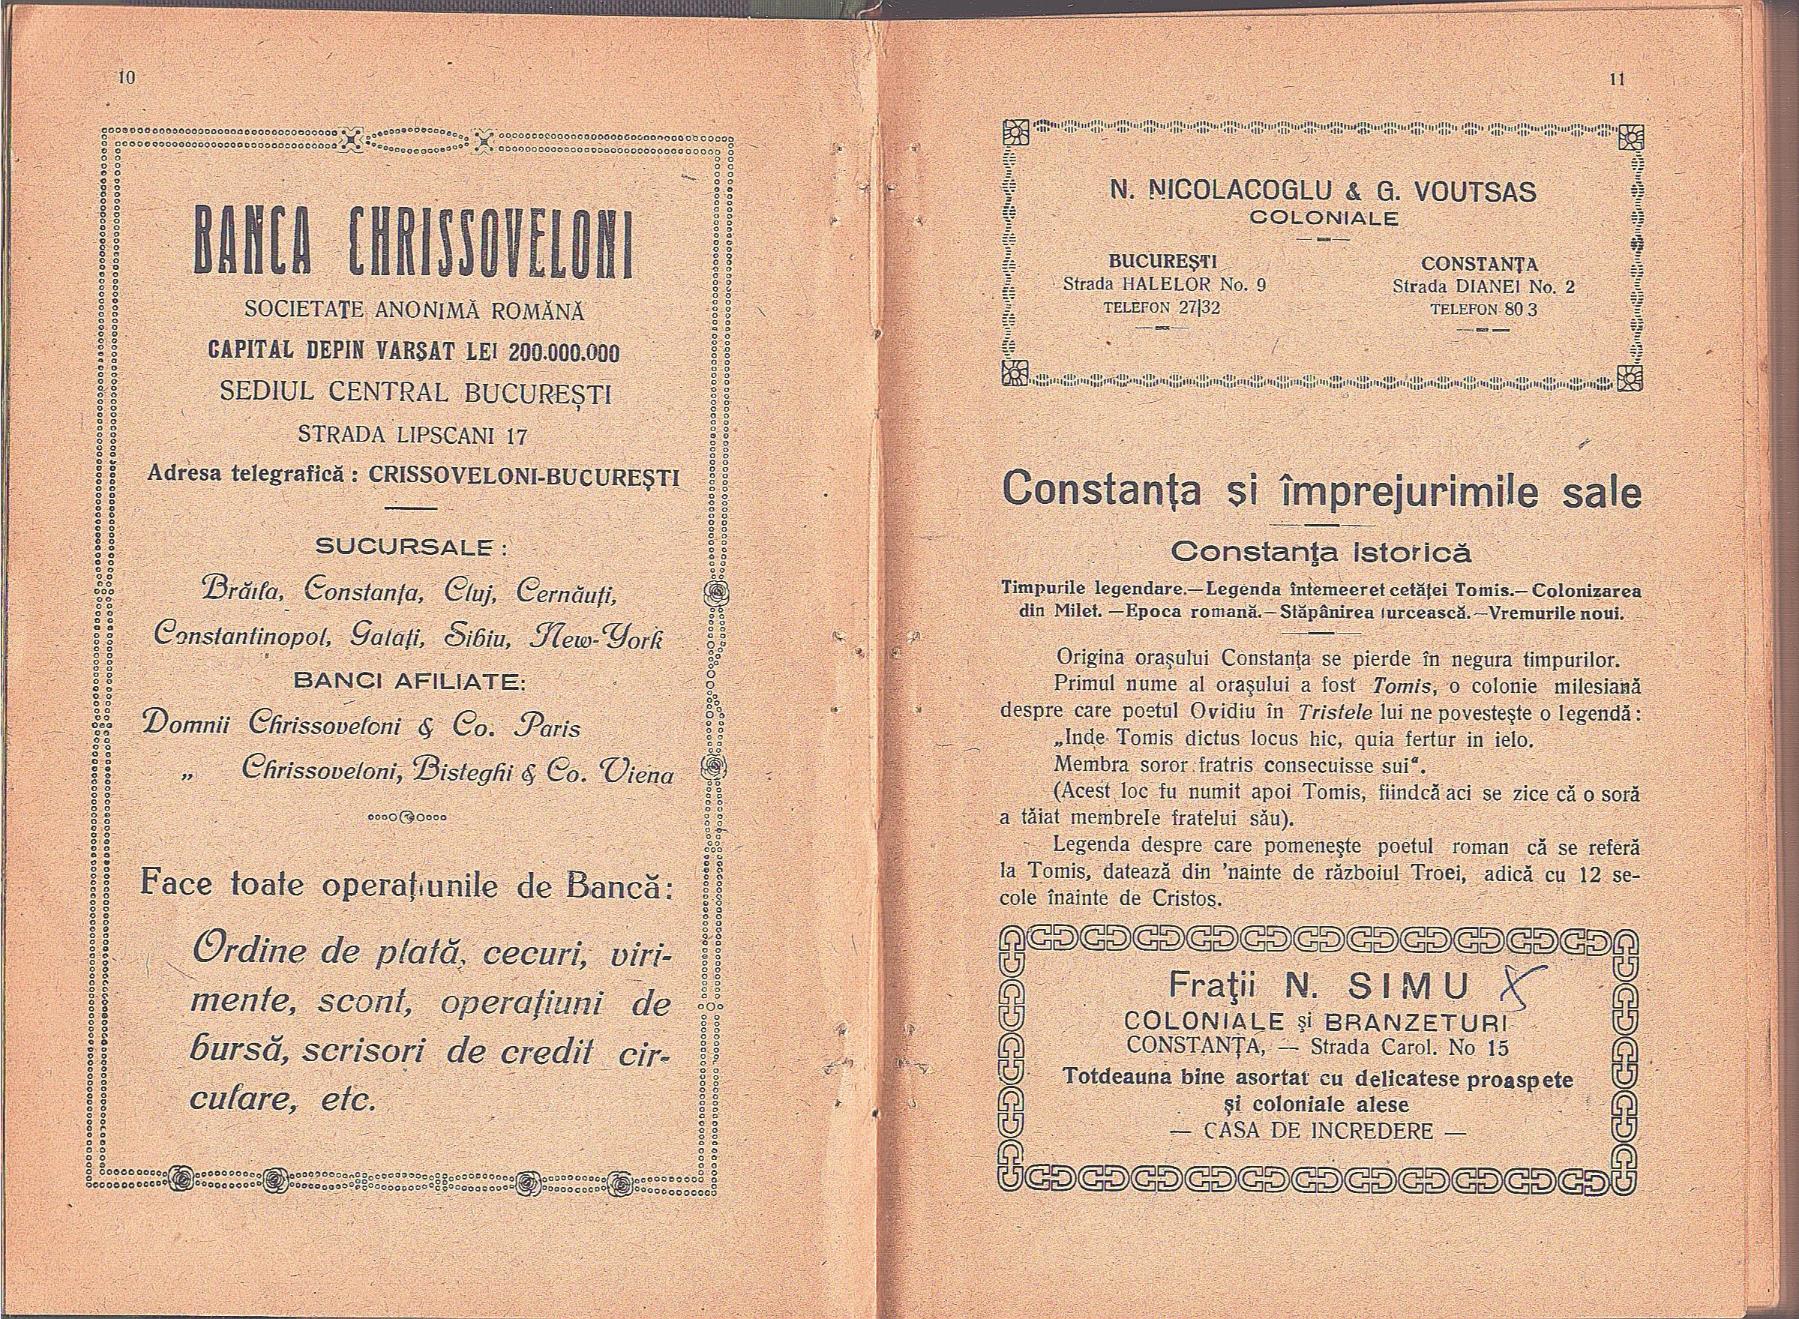 10
BANCA CHRISSOVELONI
SOCIETATE ANONIMĂ ROMÂNĂ
CAPITAL DEPIN VARȘAT LEI 200.000.000
SEDIUL CENTRAL BUCUREȘTI
STRADA LIPSCANI 17
Adresa telegrafică : CRISSOVELONI-BUCUREȘTI
SUCURSALE :
Brăila, Constanța, Cluj, Cernăuți,
Constantinopol, Galați, Sibiu, New-York
BANCI AFILIATE:
Domnii Chrissoveloni & Co. Paris
„ Chrissoveloni, Bisteghi & Co. Viena
Face toate operațiunile de Bancă:
Ordine de plată, cecuri, viri-
mente, scont, operațiuni de
bursă, scrisori de credit cir-
culare, etc.
11
N. NICOLACOGLU & G. VOUTSAS
COLONIALE
BUCUREȘTI
Strada HALELOR No. 9
TELEFON 27|32
CONSTANȚA
Strada DIANEI No. 2
TELEFON 80 3
Constanța și împrejurimile sale
Constanța Istorică
Timpurile legendare.—Legenda întemeeret cetăței Tomis.— Colonizarea
din Milet. —Epoca romană.— Stăpânirea turcească.—Vremurile noui.
Origina orașului Constanța se pierde în negura timpurilor.
Primul nume al orașului a fost Tomis, o colonie milesiană
despre care poetul Ovidiu în Tristele lui ne povestește o legendă :
„Inde Tomis dictus locus hic, quia fertur in ielo.
Membra soror fratris consecuisse sui“.
(Acest loc fu numit apoi Tomis, fiindcă aci se zice că o soră
a tăiat membrele fratelui său).
Legenda despre care pomenește poetul roman că se referă
la Tomis, datează din 'nainte de războiul Troei, adică cu 12 se-
cole înainte de Cristos.
Frații N. SIMU X
COLONIALE și BRANZETURI
CONSTANȚA, — Strada Carol. No 15
Totdeauna bine asortat cu delicatese proaspete
și coloniale alese
— CASA DE INCREDERE —